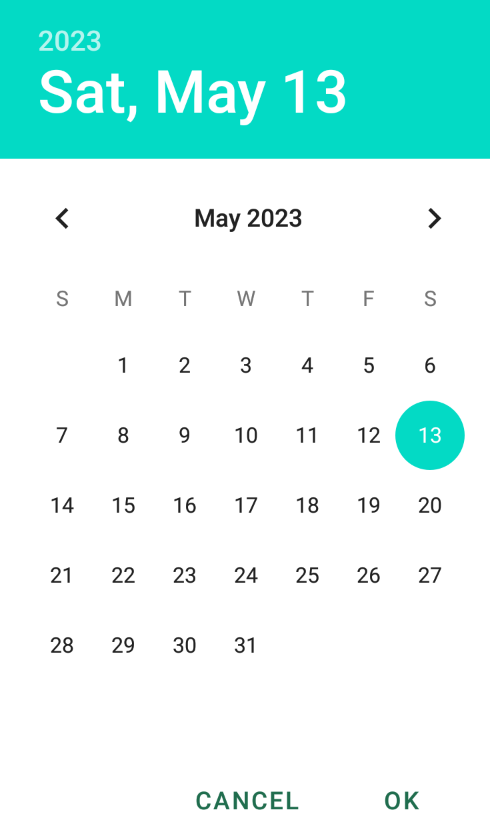 2023
Sat, May 13
May 2023
S M T W T F S
1 2 3 4 5 6
7 8 9 10 11 12 13
14 15 16 17 18 19 20
21 22 23 24 25 26 27
28 29 30 31
CANCEL OK